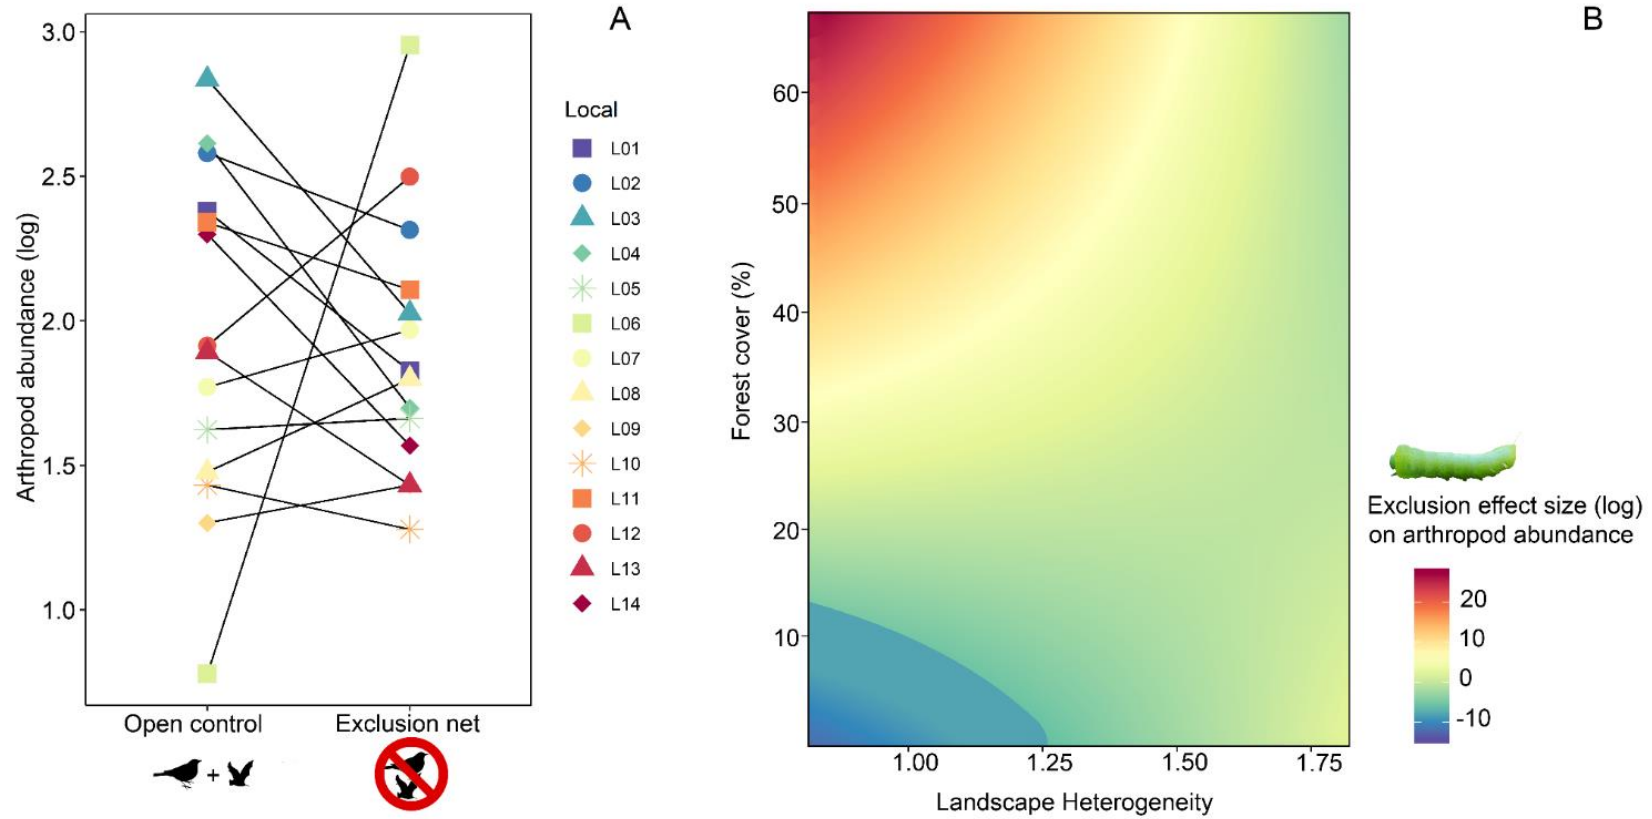 A
3.0
2.5
2.0
1.5
1.0
Arthropod abundance (log)
Open control
Exclusion net
+
Local
L01
L02
L03
L04
L05
L06
L07
L08
L09
L10
L11
L12
L13
L14
B
60
50
40
30
20
10
Forest cover (%)
1.00
1.25
1.50
1.75
Landscape Heterogeneity
Exclusion effect size (log)
on arthropod abundance
20
10
0
-10